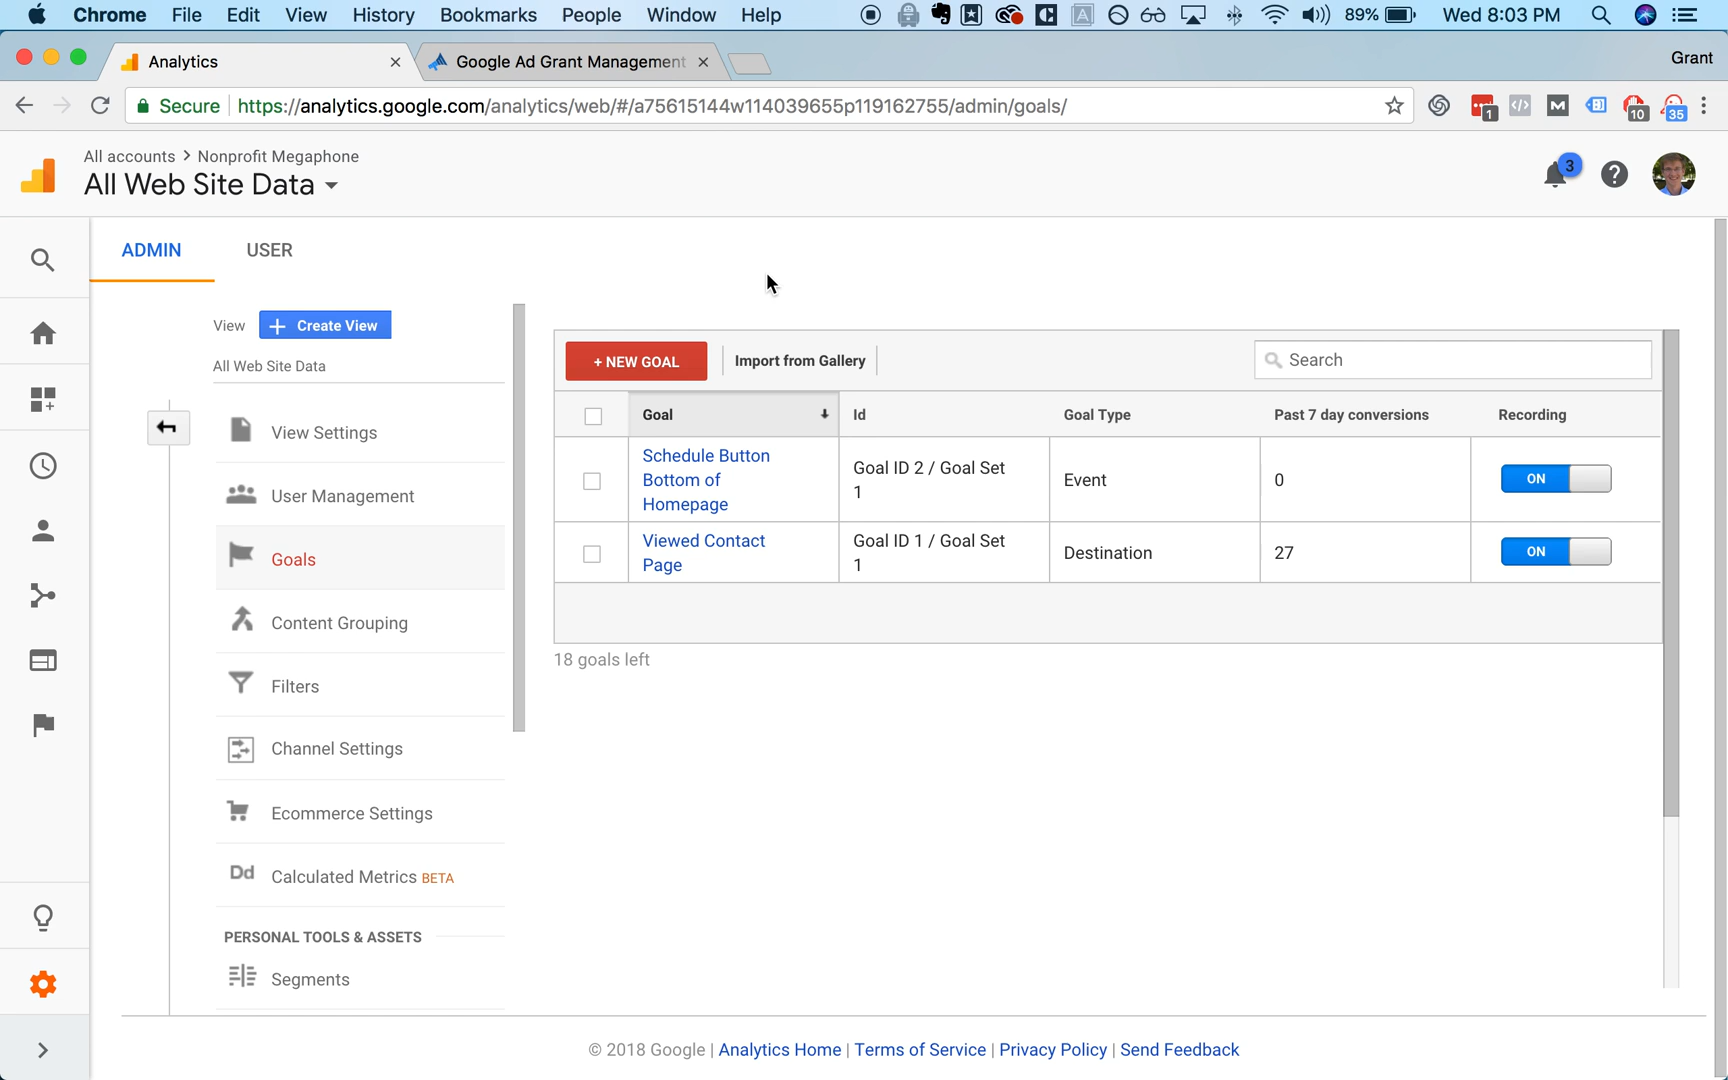 Chrome File Edit View History Bookmarks People Window Help 89% Wed 8:03 PM
Analytics Google Ad Grant Management Grant
Secure https://analytics.google.com/analytics/web/#/a75615144w114039655p119162755/admin/goals/ 1 M 10 35
All accounts > Nonprofit Megaphone
All Web Site Data
3
ADMIN USER
View + Create View
All Web Site Data
View Settings
User Management
Goals
Content Grouping
Filters
Channel Settings
Ecommerce Settings
Dd Calculated Metrics BETA
PERSONAL TOOLS & ASSETS
Segments
+ NEW GOAL Import from Gallery Search
Goal Id Goal Type Past 7 day conversions Recording
Schedule Button
Bottom of
Homepage
Goal ID 2 / Goal Set
1
Event 0 ON
Viewed Contact
Page
Goal ID 1 / Goal Set
1
Destination 27 ON
18 goals left
© 2018 Google | Analytics Home | Terms of Service | Privacy Policy | Send Feedback